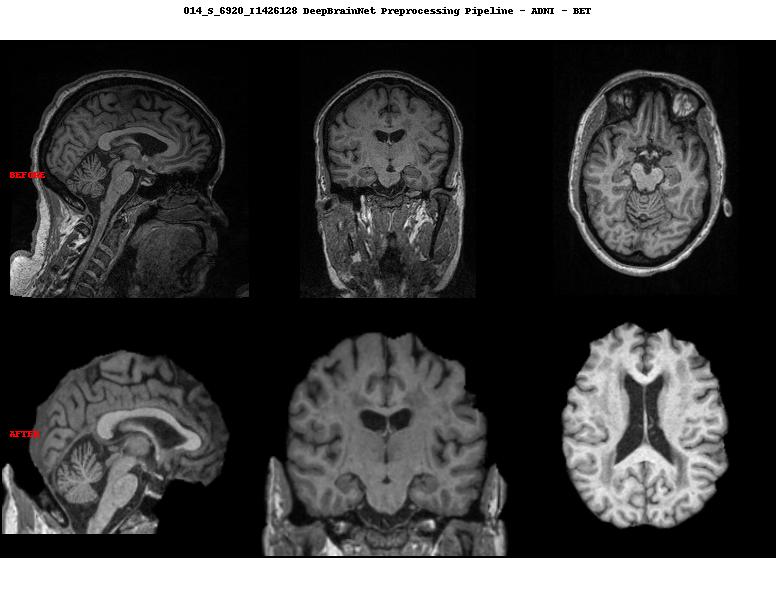 014_S_6920_I1426128 DeepBrainNet Preprocessing Pipeline - ADNI - BET
BEFORE
AFTER